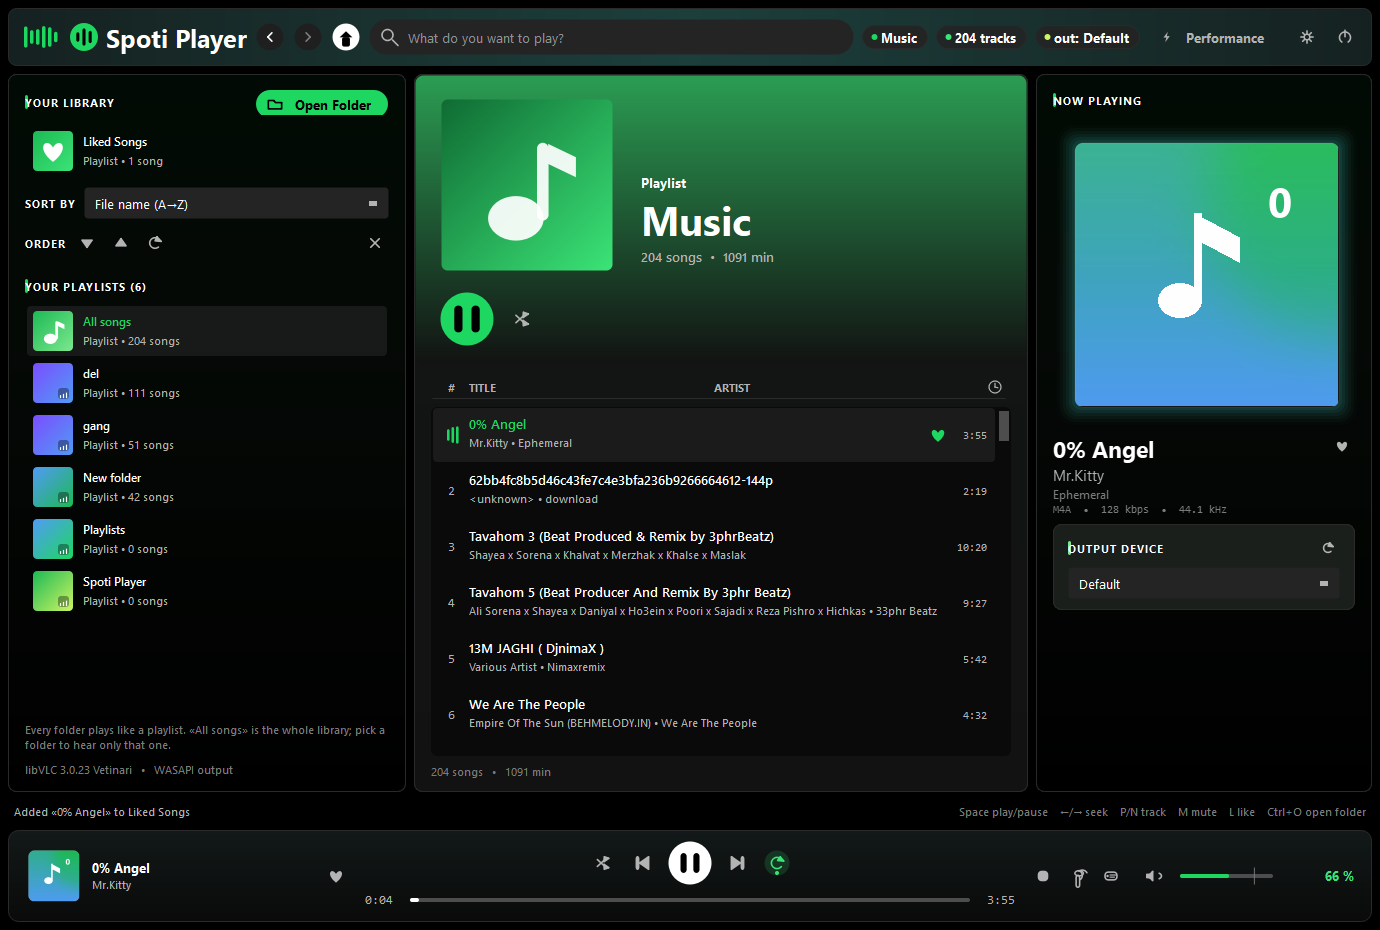 Spoti Player
What do you want to play?
Music
204 tracks
out: Default
Performance
YOUR LIBRARY
Open Folder
Liked Songs
Playlist • 1 song
SORT BY
File name (A→Z)
ORDER
YOUR PLAYLISTS (6)
All songs
Playlist • 204 songs
del
Playlist • 111 songs
gang
Playlist • 51 songs
New folder
Playlist • 42 songs
Playlists
Playlist • 0 songs
Spoti Player
Playlist • 0 songs
Every folder plays like a playlist. «All songs» is the whole library; pick a
folder to hear only that one.
libVLC 3.0.23 Vetinari • WASAPI output
Playlist
Music
204 songs • 1091 min
# TITLE ARTIST
0% Angel
Mr.Kitty • Ephemeral
3:55
2
62bb4fc8b5d46c43fe7c4e3bfa236b9266664612-144p
<unknown> • download
2:19
3
Tavahom 3 (Beat Produced & Remix by 3phrBeatz)
Shayea x Sorena x Khalvat x Merzhak x Khalse x Maslak
10:20
4
Tavahom 5 (Beat Producer And Remix By 3phr Beatz)
Ali Sorena x Shayea x Daniyal x Ho3ein x Poori x Sajadi x Reza Pishro x Hichkas • 33phr Beatz
9:27
5
13M JAGHI ( DjnimaX )
Various Artist • Nimaxremix
5:42
6
We Are The People
Empire Of The Sun (BEHMELODY.IN) • We Are The People
4:32
204 songs • 1091 min
NOW PLAYING
0
0% Angel
Mr.Kitty
Ephemeral
M4A • 128 kbps • 44.1 kHz
OUTPUT DEVICE
Default
Added «0% Angel» to Liked Songs
Space play/pause ←/→ seek P/N track M mute L like Ctrl+O open folder
0
0% Angel
Mr.Kitty
0:04
3:55
66 %